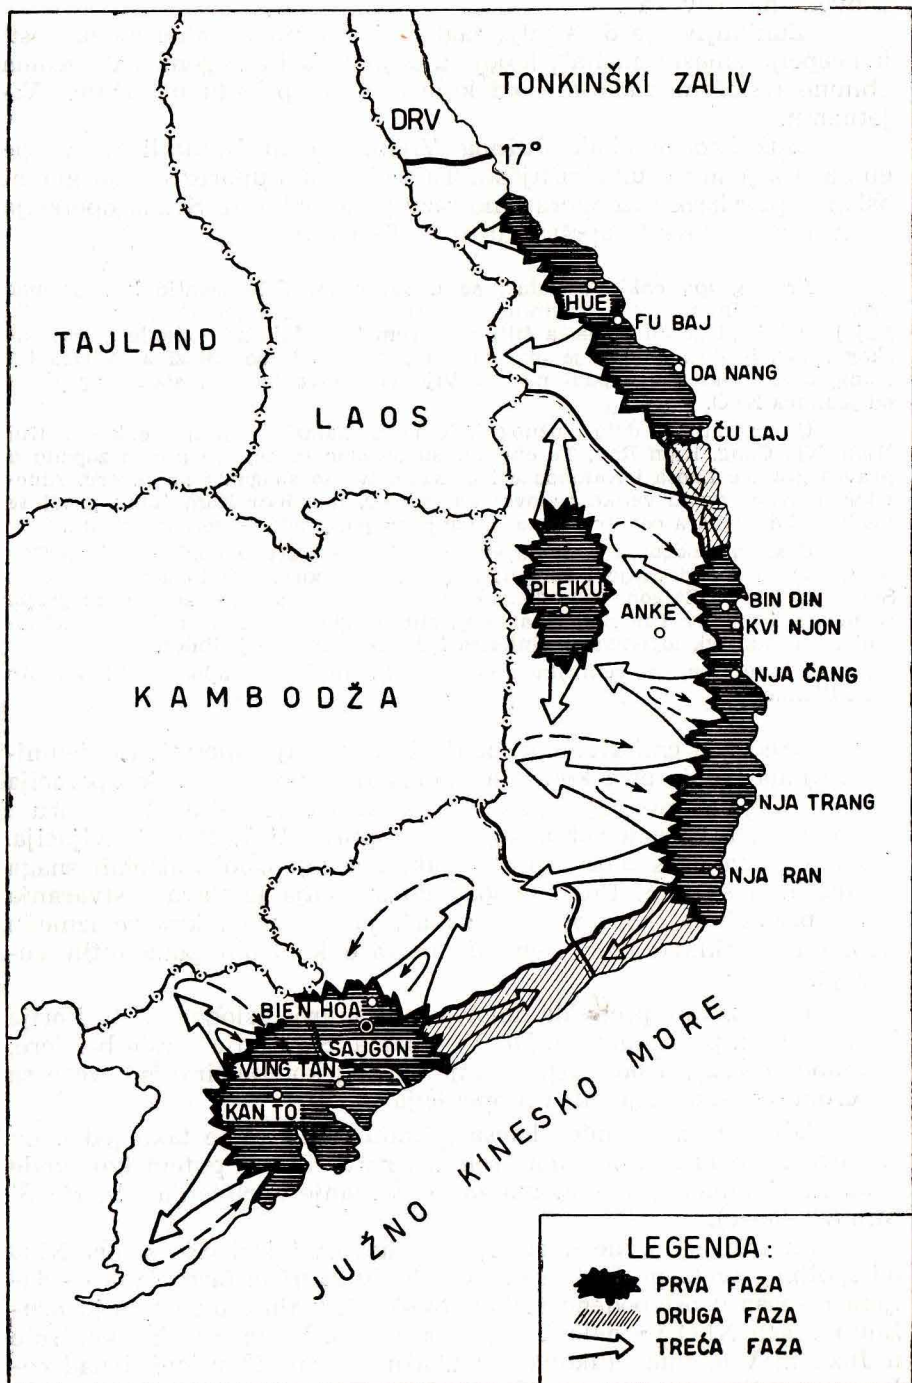 TONKINŠKI ZALIV
DRV
17°
HUE
FU BAJ
TAJLAND
DA NANG
LAOS
ČU LAJ
PLEIKU
ANKE
BIN DIN
KVI NJON
NJA ČANG
KAMBODŽA
NJA TRANG
NJA RAN
BIEN HOA
SAJGON
VUNG TAN
KAN TO
JUŽNO KINESKO MORE
LEGENDA:
PRVA FAZA
DRUGA FAZA
TREĆA FAZA